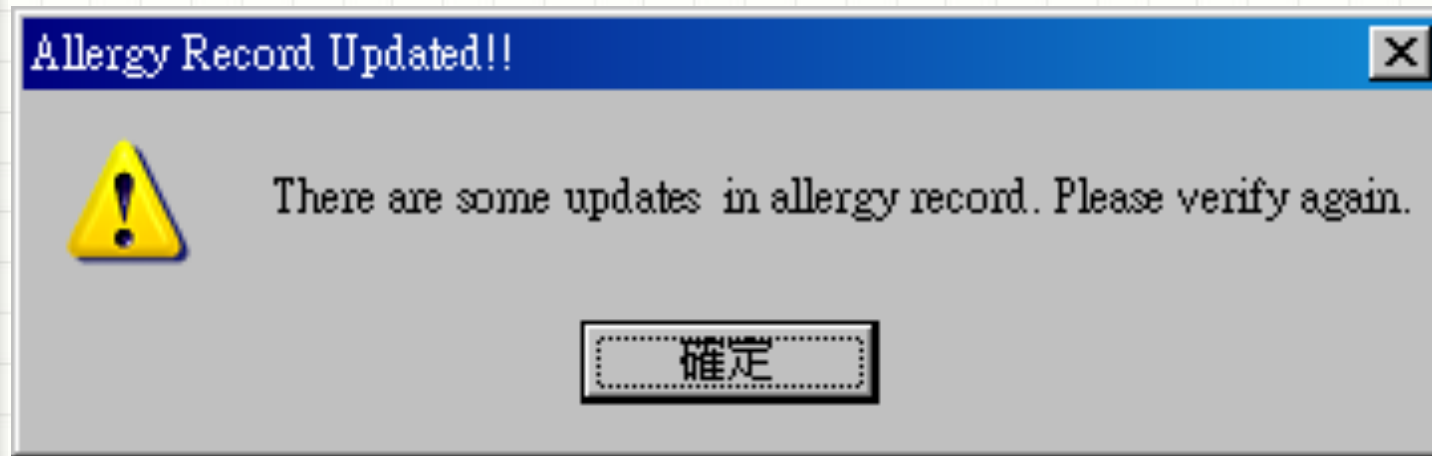 Allergy Record Updated!!
There are some updates in allergy record. Please verify again.
確定